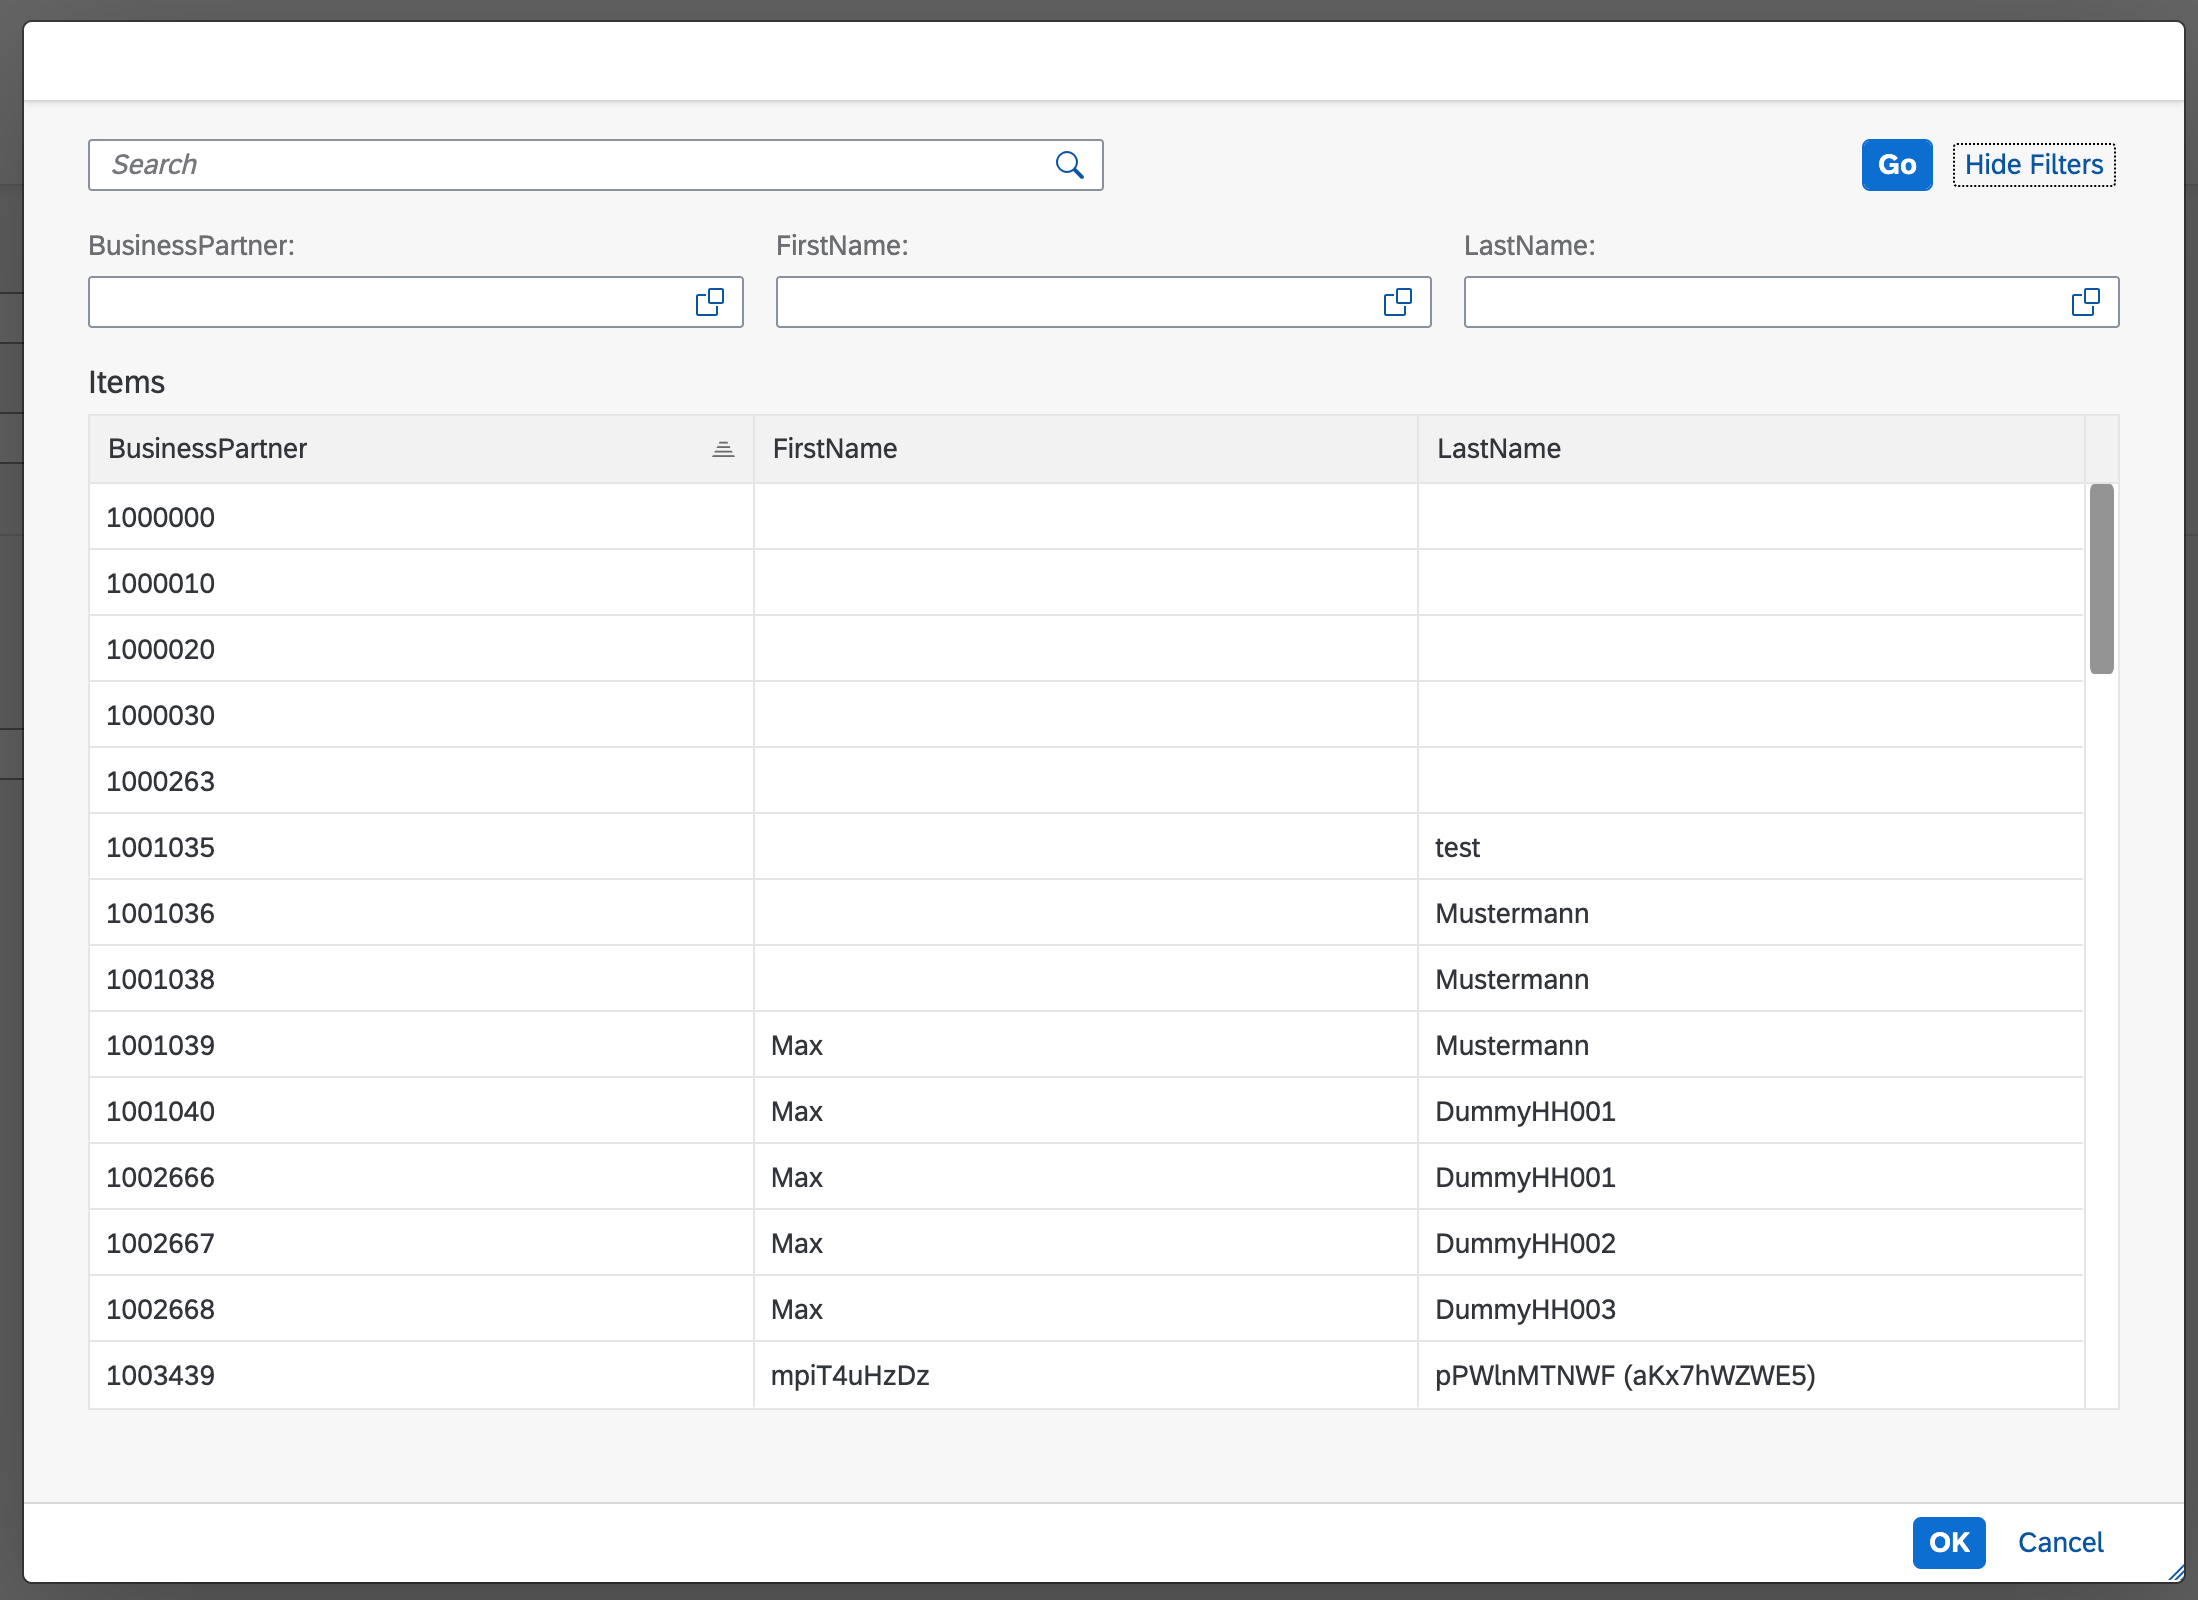 Search
Go Hide Filters
BusinessPartner: FirstName: LastName:
Items
BusinessPartner FirstName LastName
1000000
1000010
1000020
1000030
1000263
1001035 test
1001036 Mustermann
1001038 Mustermann
1001039 Max Mustermann
1001040 Max DummyHH001
1002666 Max DummyHH001
1002667 Max DummyHH002
1002668 Max DummyHH003
1003439 mpiT4uHzDz pPWlnMTNWF (aKx7hWZWE5)
OK Cancel